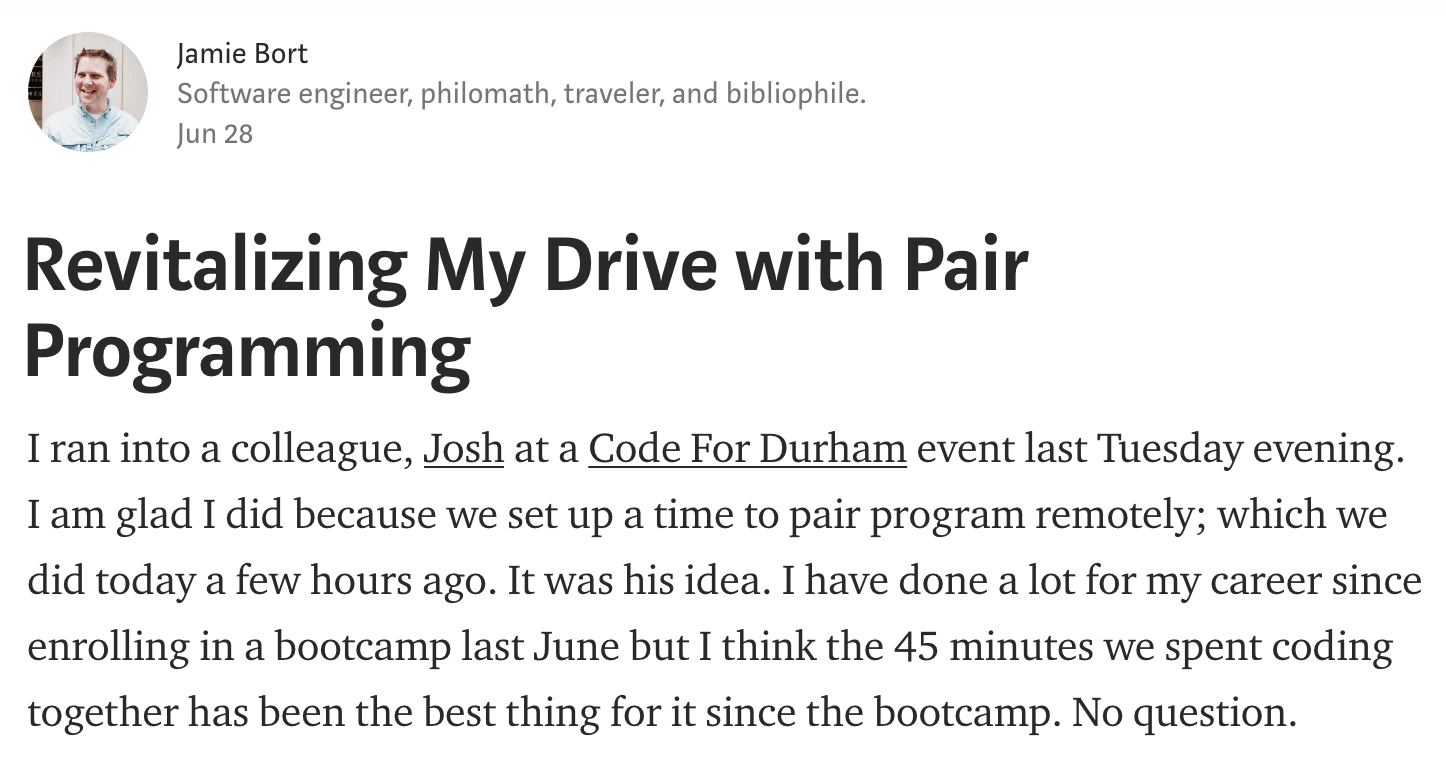 Jamie Bort
Software engineer, philomath, traveler, and bibliophile.
Jun 28
Revitalizing My Drive with Pair
Programming
I ran into a colleague, Josh at a Code For Durham event last Tuesday evening.
I am glad I did because we set up a time to pair program remotely; which we
did today a few hours ago. It was his idea. I have done a lot for my career since
enrolling in a bootcamp last June but I think the 45 minutes we spent coding
together has been the best thing for it since the bootcamp. No question.